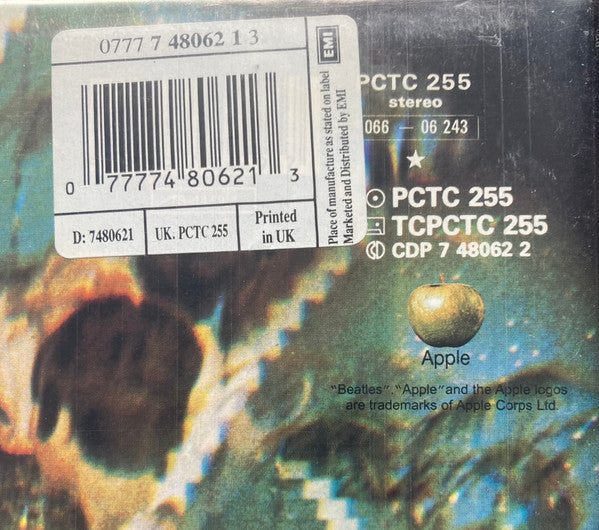 0777 7 48062 1 3
EMI
0 77774 80621 3
D: 7480621
UK. PCTC 255
Printed
in UK
Place of manufacture as stated on label
Marketed and Distributed by EMI
PCTC 255
stereo
066 — 06 243
PCTC 255
TCPCTC 255
CDP 7 48062 2
Apple
"Beatles", "Apple" and the Apple logos
are trademarks of Apple Corps Ltd.